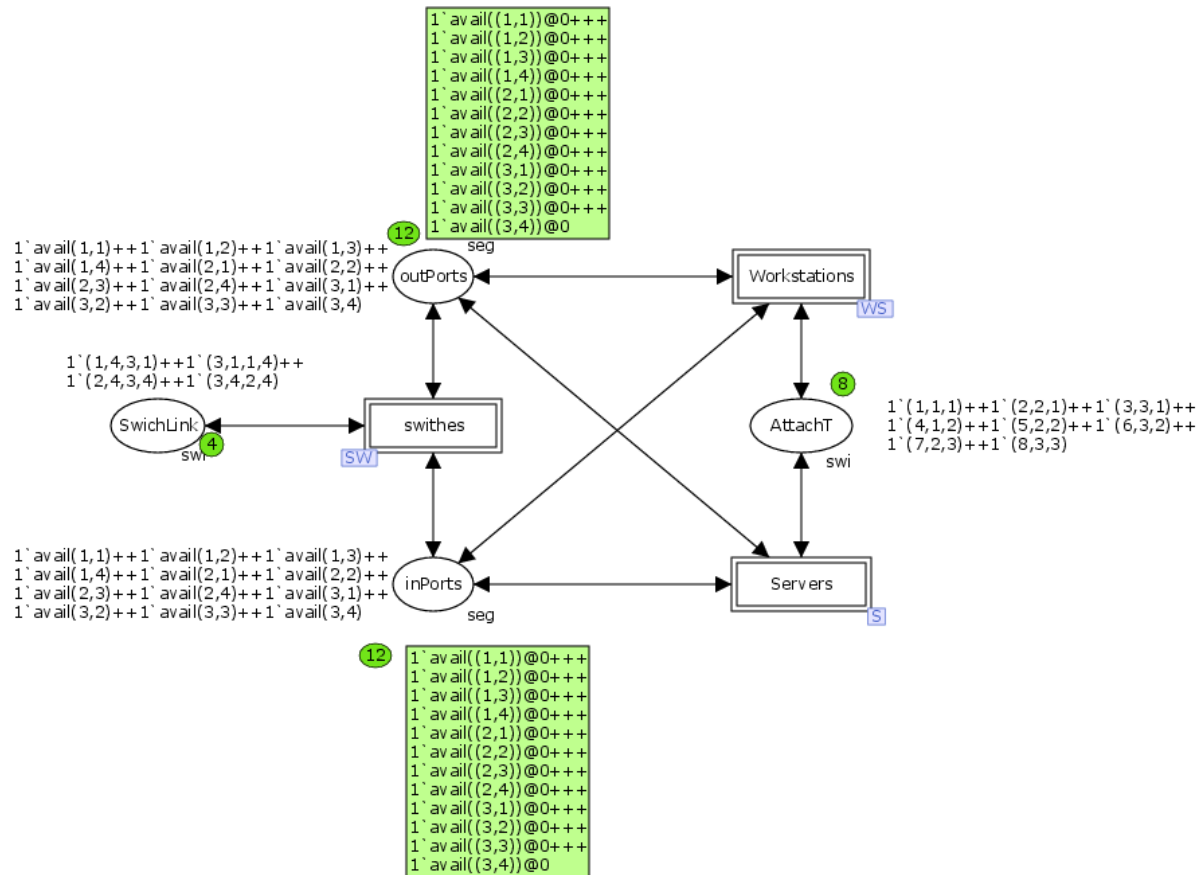 1`avail((1,1))@0+++
1`avail((1,2))@0+++
1`avail((1,3))@0+++
1`avail((1,4))@0+++
1`avail((2,1))@0+++
1`avail((2,2))@0+++
1`avail((2,3))@0+++
1`avail((2,4))@0+++
1`avail((3,1))@0+++
1`avail((3,2))@0+++
1`avail((3,3))@0+++
1`avail((3,4))@0
12
seg
1`avail(1,1)++1`avail(1,2)++1`avail(1,3)++
1`avail(1,4)++1`avail(2,1)++1`avail(2,2)++
1`avail(2,3)++1`avail(2,4)++1`avail(3,1)++
1`avail(3,2)++1`avail(3,3)++1`avail(3,4)
outPorts
Workstations
WS
1`(1,4,3,1)++1`(3,1,1,4)++
1`(2,4,3,4)++1`(3,4,2,4)
SwichLink
4
swi
swithes
SW
8
AttachT
swi
1`(1,1,1)++1`(2,2,1)++1`(3,3,1)++
1`(4,1,2)++1`(5,2,2)++1`(6,3,2)++
1`(7,2,3)++1`(8,3,3)
1`avail(1,1)++1`avail(1,2)++1`avail(1,3)++
1`avail(1,4)++1`avail(2,1)++1`avail(2,2)++
1`avail(2,3)++1`avail(2,4)++1`avail(3,1)++
1`avail(3,2)++1`avail(3,3)++1`avail(3,4)
inPorts
seg
Servers
S
12
1`avail((1,1))@0+++
1`avail((1,2))@0+++
1`avail((1,3))@0+++
1`avail((1,4))@0+++
1`avail((2,1))@0+++
1`avail((2,2))@0+++
1`avail((2,3))@0+++
1`avail((2,4))@0+++
1`avail((3,1))@0+++
1`avail((3,2))@0+++
1`avail((3,3))@0+++
1`avail((3,4))@0